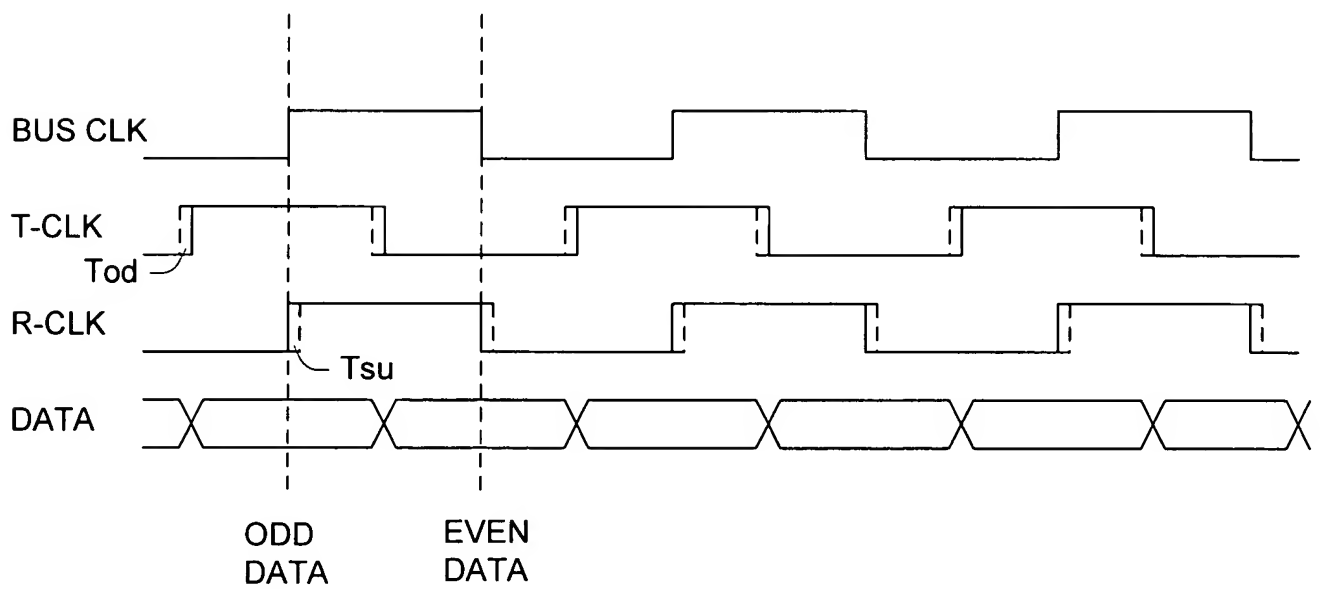 BUS CLK
T-CLK
Tod
R-CLK
Tsu
DATA
ODD
DATA
EVEN
DATA